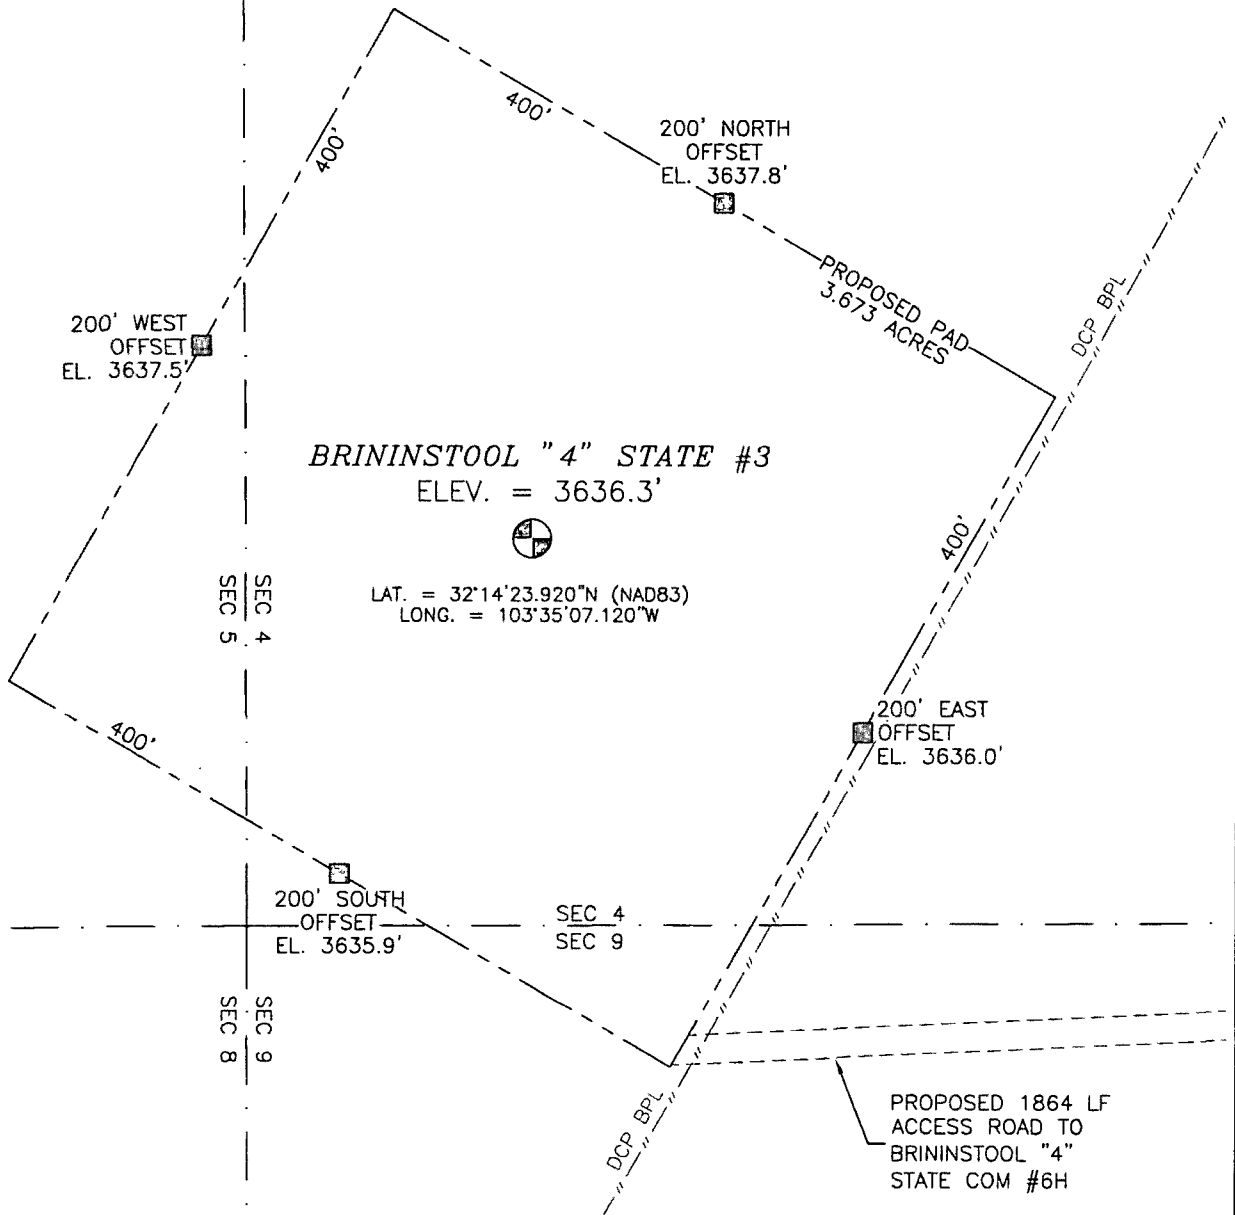 400'
400'
200' NORTH
OFFSET
EL. 3637.8'
PROPOSED PAD
3.673 ACRES
DCP BPL
200' WEST
OFFSET
EL. 3637.5'
BRININSTOOL "4" STATE #3
ELEV. = 3636.3'
LAT. = 32°14'23.920"N (NAD83)
LONG. = 103°35'07.120"W
400'
SEC 4
SEC 5
400'
200' EAST
OFFSET
EL. 3636.0'
200' SOUTH
OFFSET
EL. 3635.9'
SEC 4
SEC 9
SEC 9
SEC 8
DCP BPL
PROPOSED 1864 LF
ACCESS ROAD TO
BRININSTOOL "4"
STATE COM #6H